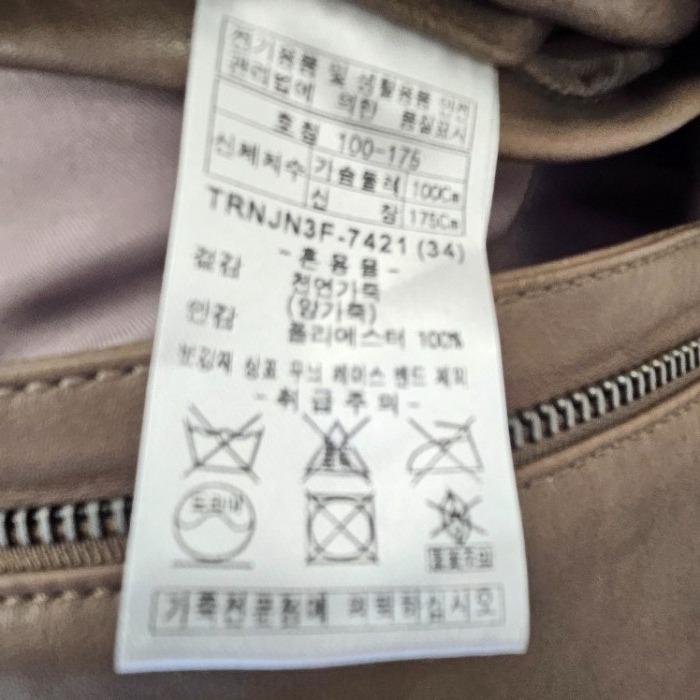 전기용품 및 생활용품 안전
관리법에 의한 품질표시
호칭 100-175
신체치수 가슴둘레 100Cm
신 장 175Cm
TRNJN3F-7421 (34)
- 혼용율 -
겉감 천연가죽
(양가죽)
안감 폴리에스터 100%
부속, 심포 무늬 레이스 밴드 제외
- 취급주의 -
드라이
가죽전문점에 의뢰하십시오